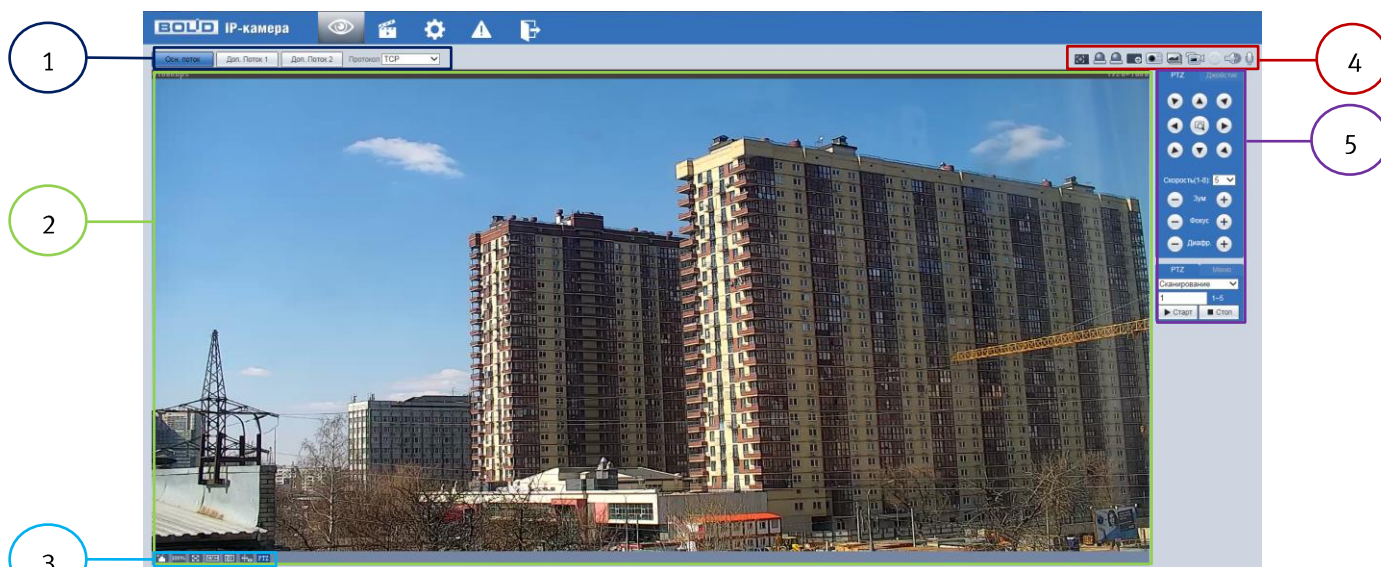 BOLID IP-камера
1
Осн. поток Доп. Поток 1 Доп. Поток 2 Протокол TCP
4
PTZ Джойстик
5
Скорость(1-8): 5
2
Зум
Фокус
Диафр.
PTZ Меню
Сканирование
1 1–5
Старт Стоп
3
PTZ